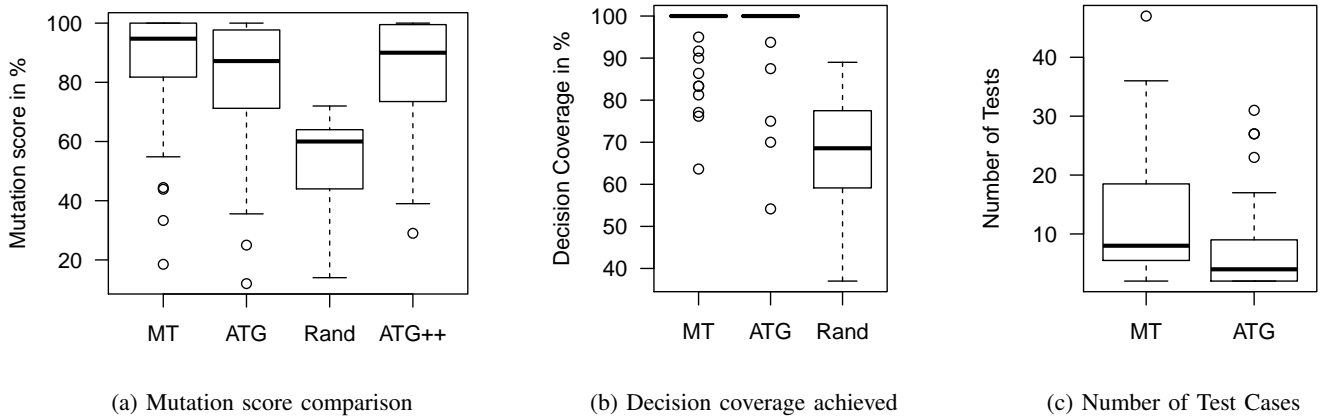 Mutation score in %
100
80
60
40
20
MT ATG Rand ATG++
(a) Mutation score comparison
Decision Coverage in %
100
90
80
70
60
50
40
MT ATG Rand
(b) Decision coverage achieved
Number of Tests
40
30
20
10
MT ATG
(c) Number of Test Cases